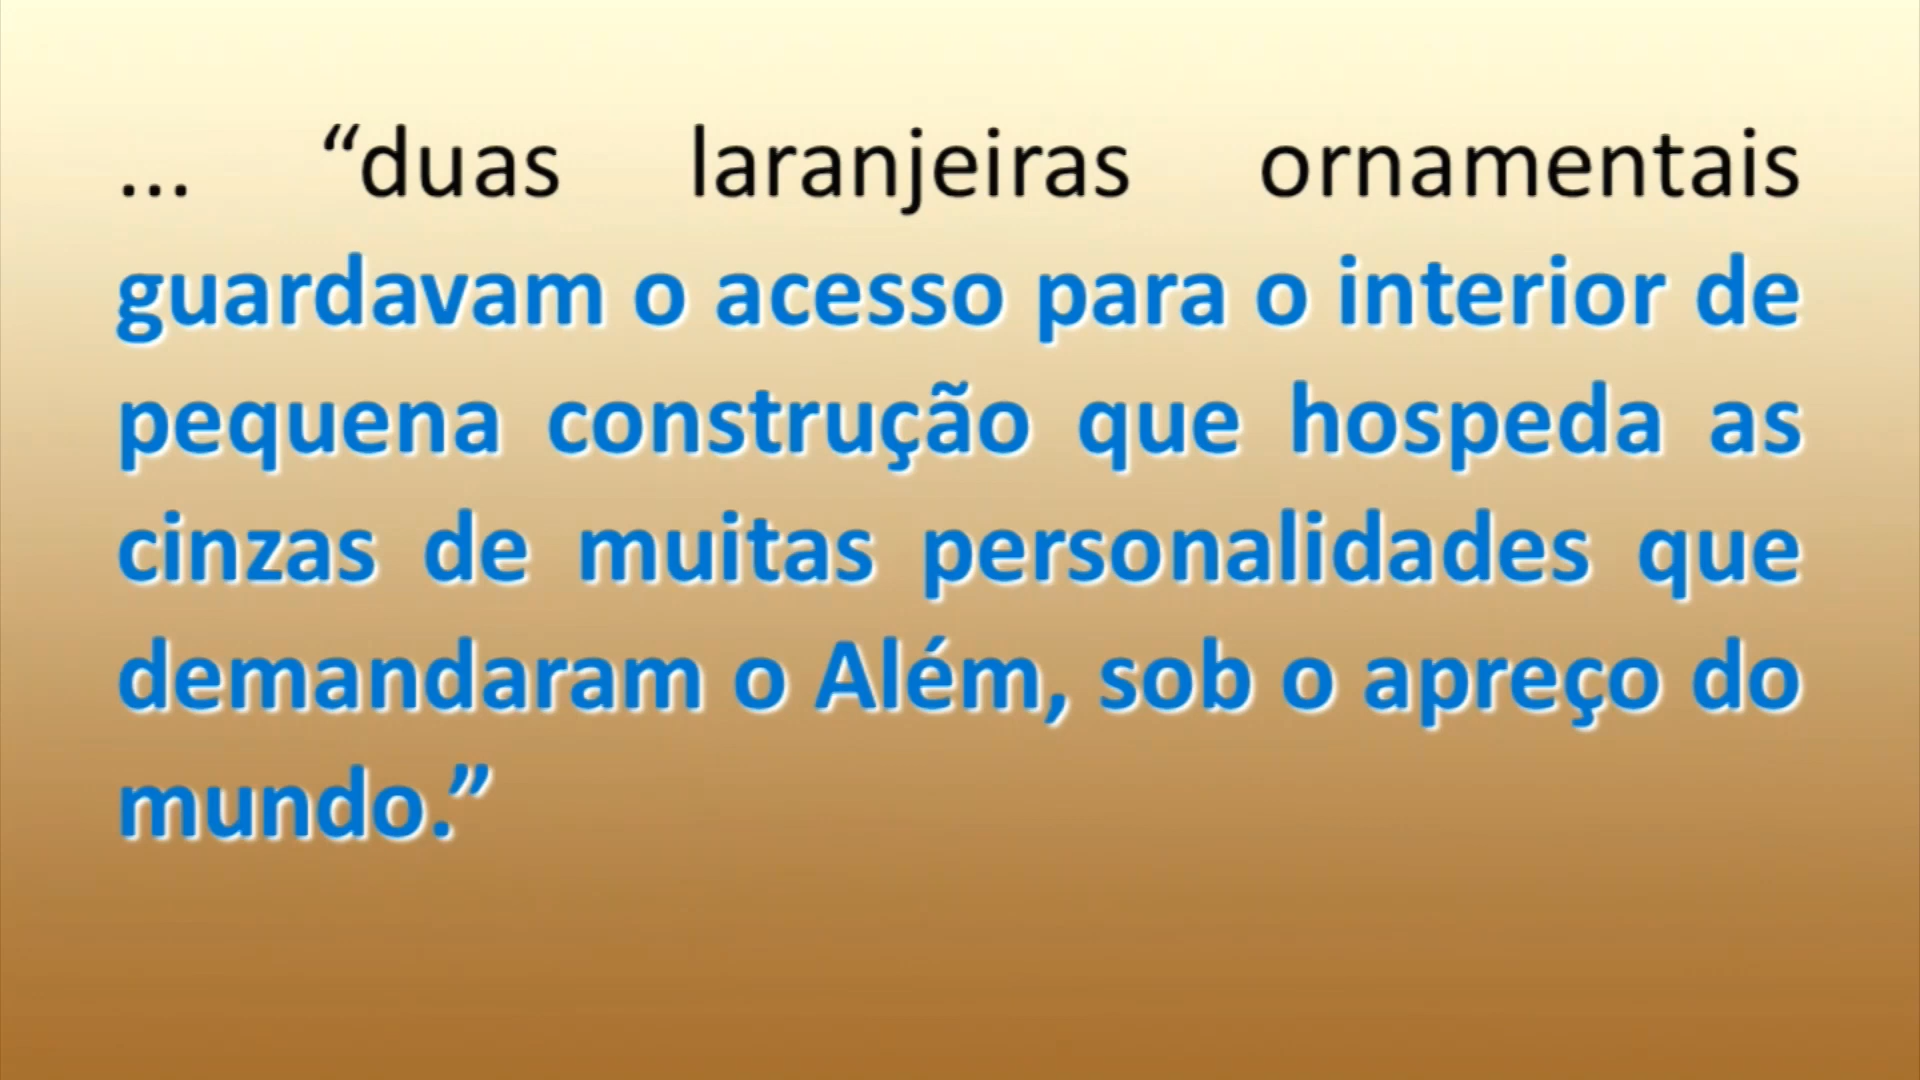 ... “duas laranjeiras ornamentais
guardavam o acesso para o interior de
pequena construção que hospeda as
cinzas de muitas personalidades que
demandaram o Além, sob o apreço do
mundo.”